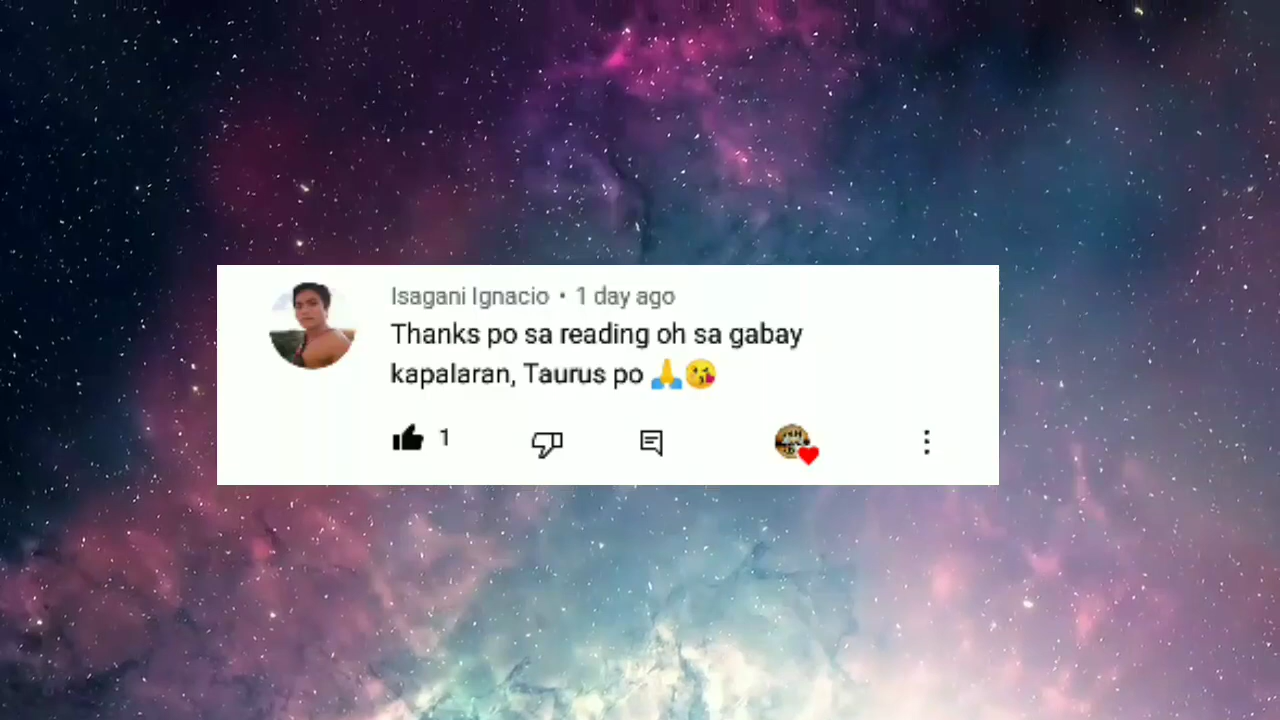 Isagani Ignacio • 1 day ago
Thanks po sa reading oh sa gabay
kapalaran, Taurus po 🙏😘
1